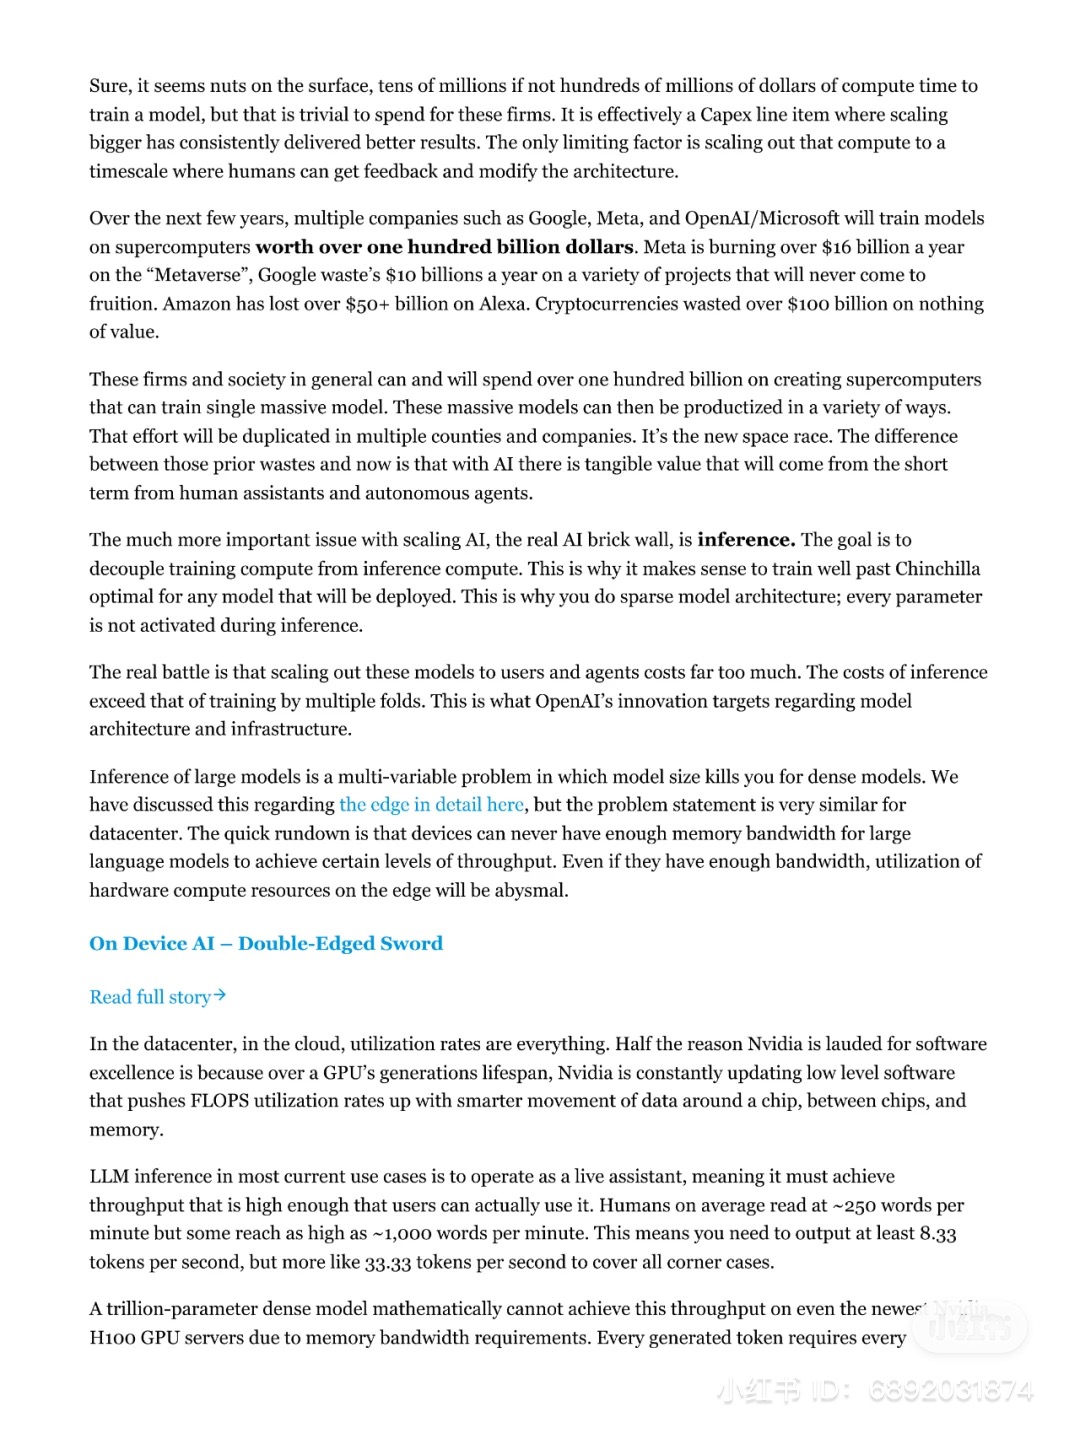 Sure, it seems nuts on the surface, tens of millions if not hundreds of millions of dollars of compute time to
train a model, but that is trivial to spend for these firms. It is effectively a Capex line item where scaling
bigger has consistently delivered better results. The only limiting factor is scaling out that compute to a
timescale where humans can get feedback and modify the architecture.
Over the next few years, multiple companies such as Google, Meta, and OpenAI/Microsoft will train models
on supercomputers worth over one hundred billion dollars. Meta is burning over $16 billion a year
on the “Metaverse”, Google waste’s $10 billions a year on a variety of projects that will never come to
fruition. Amazon has lost over $50+ billion on Alexa. Cryptocurrencies wasted over $100 billion on nothing
of value.
These firms and society in general can and will spend over one hundred billion on creating supercomputers
that can train single massive model. These massive models can then be productized in a variety of ways.
That effort will be duplicated in multiple counties and companies. It’s the new space race. The difference
between those prior wastes and now is that with AI there is tangible value that will come from the short
term from human assistants and autonomous agents.
The much more important issue with scaling AI, the real AI brick wall, is inference. The goal is to
decouple training compute from inference compute. This is why it makes sense to train well past Chinchilla
optimal for any model that will be deployed. This is why you do sparse model architecture; every parameter
is not activated during inference.
The real battle is that scaling out these models to users and agents costs far too much. The costs of inference
exceed that of training by multiple folds. This is what OpenAI’s innovation targets regarding model
architecture and infrastructure.
Inference of large models is a multi-variable problem in which model size kills you for dense models. We
have discussed this regarding the edge in detail here, but the problem statement is very similar for
datacenter. The quick rundown is that devices can never have enough memory bandwidth for large
language models to achieve certain levels of throughput. Even if they have enough bandwidth, utilization of
hardware compute resources on the edge will be abysmal.
On Device AI – Double-Edged Sword
Read full story→
In the datacenter, in the cloud, utilization rates are everything. Half the reason Nvidia is lauded for software
excellence is because over a GPU’s generations lifespan, Nvidia is constantly updating low level software
that pushes FLOPS utilization rates up with smarter movement of data around a chip, between chips, and
memory.
LLM inference in most current use cases is to operate as a live assistant, meaning it must achieve
throughput that is high enough that users can actually use it. Humans on average read at ~250 words per
minute but some reach as high as ~1,000 words per minute. This means you need to output at least 8.33
tokens per second, but more like 33.33 tokens per second to cover all corner cases.
A trillion-parameter dense model mathematically cannot achieve this throughput on even the newest Nvidia
H100 GPU servers due to memory bandwidth requirements. Every generated token requires every
小红书
小红书 ID: 6892031874